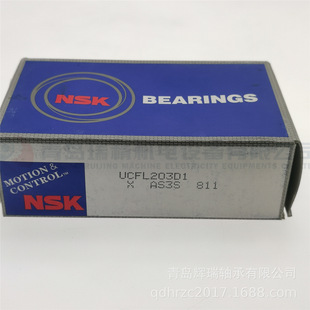 NSK
BEARINGS
MOTION &
CONTROL™
NSK
UCFL203D1
X AS3S 811
青岛辉瑞轴承有限公司
qdhrzc2017.1688.com